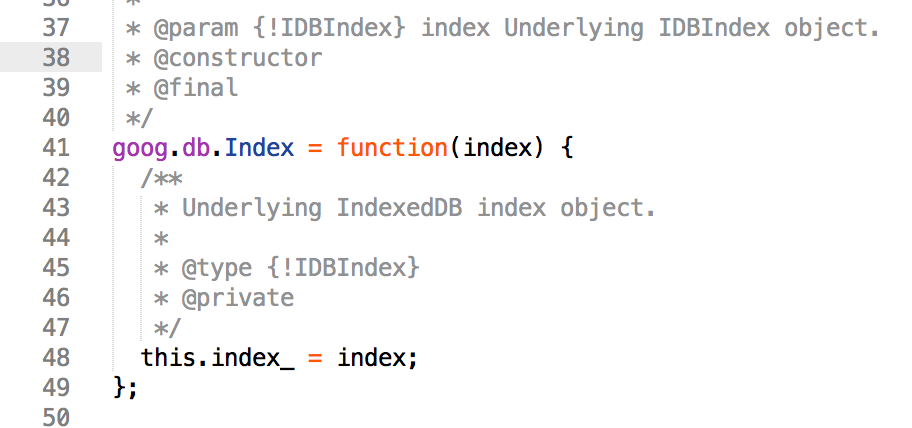 36 *
37 * @param {!IDBIndex} index Underlying IDBIndex object.
38 * @constructor
39 * @final
40 */
41 goog.db.Index = function(index) {
42 /**
43 * Underlying IndexedDB index object.
44 *
45 * @type {!IDBIndex}
46 * @private
47 */
48 this.index_ = index;
49 };
50